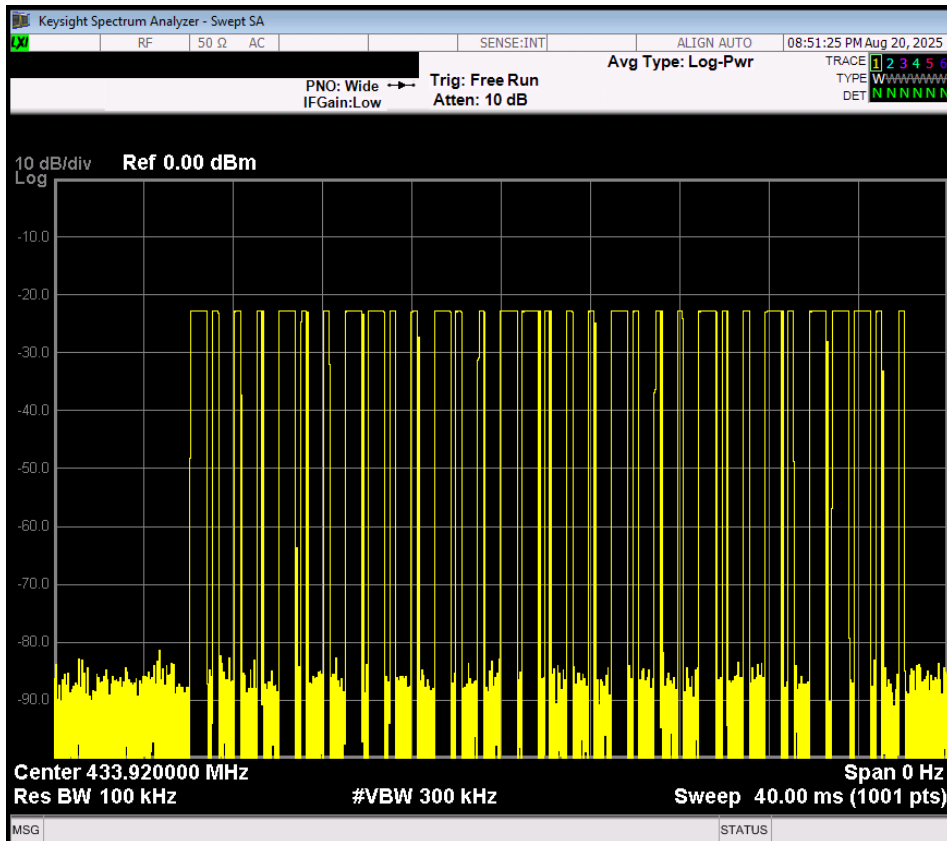 Keysight Spectrum Analyzer - Swept SA
LXI RF 50 Ω AC SENSE:INT ALIGN AUTO 08:51:25 PM Aug 20, 2025
Avg Type: Log-Pwr TRACE 1 2 3 4 5 6
PNO: Wide Trig: Free Run TYPE WWWWWWW
IFGain:Low Atten: 10 dB DET N N N N N N
10 dB/div Ref 0.00 dBm
Log
-10.0
-20.0
-30.0
-40.0
-50.0
-60.0
-70.0
-80.0
-90.0
Center 433.920000 MHz Span 0 Hz
Res BW 100 kHz #VBW 300 kHz Sweep 40.00 ms (1001 pts)
MSG STATUS